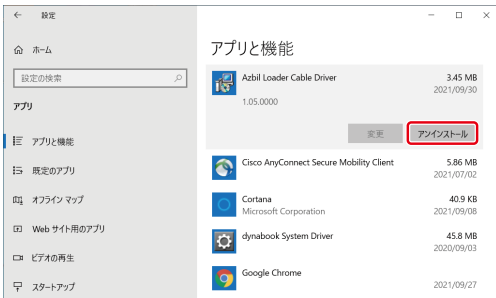 設定
ホーム
設定の検索
アプリ
アプリと機能
既定のアプリ
オフライン マップ
Web サイト用のアプリ
ビデオの再生
スタートアップ
アプリと機能
Azbil Loader Cable Driver 3.45 MB
2021/09/30
1.05.0000
変更 アンインストール
Cisco AnyConnect Secure Mobility Client 5.86 MB
2021/07/02
Cortana 40.9 KB
Microsoft Corporation 2021/09/08
dynabook System Driver 45.8 MB
2020/09/03
Google Chrome
2021/09/27